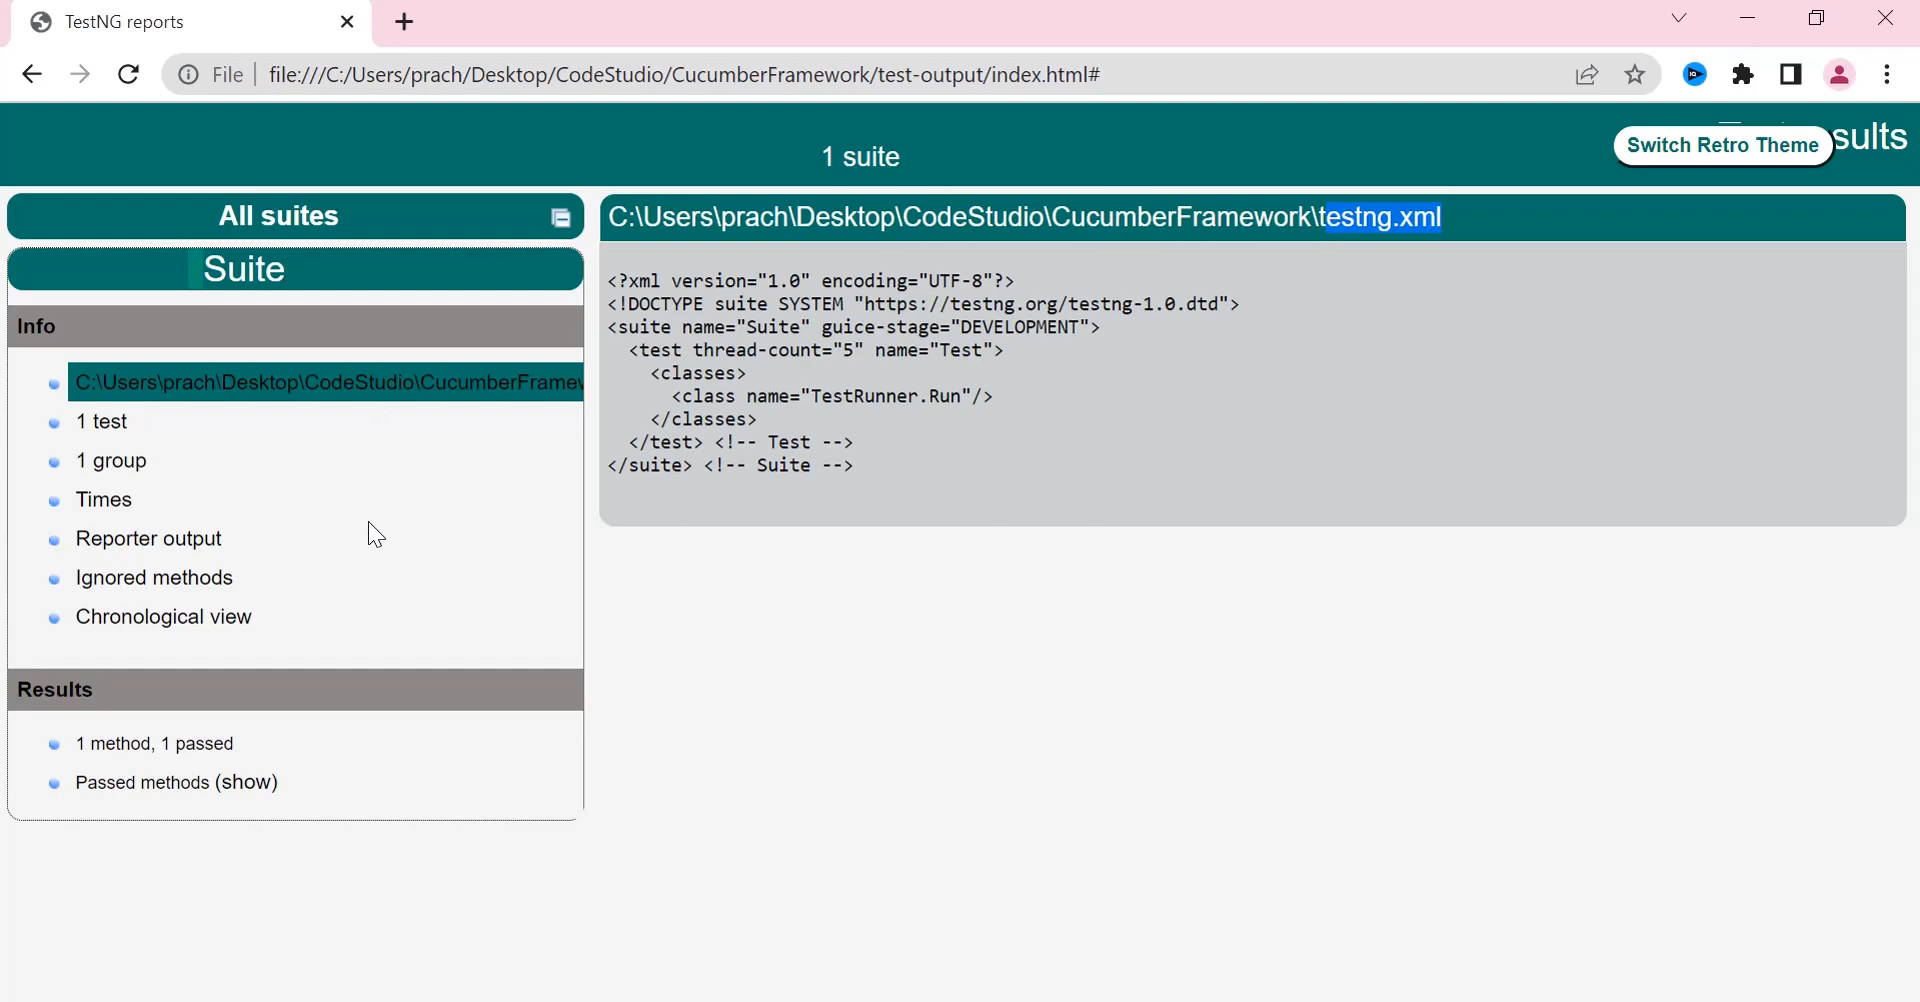 TestNG reports
File file:///C:/Users/prach/Desktop/CodeStudio/CucumberFramework/test-output/index.html#
1 suite
Switch Retro Theme
sults
All suites
Suite
Info
C:\Users\prach\Desktop\CodeStudio\CucumberFramew
1 test
1 group
Times
Reporter output
Ignored methods
Chronological view
Results
1 method, 1 passed
Passed methods (show)
C:\Users\prach\Desktop\CodeStudio\CucumberFramework\testng.xml
<?xml version="1.0" encoding="UTF-8"?>
<!DOCTYPE suite SYSTEM "https://testng.org/testng-1.0.dtd">
<suite name="Suite" guice-stage="DEVELOPMENT">
  <test thread-count="5" name="Test">
    <classes>
      <class name="TestRunner.Run"/>
    </classes>
  </test> <!-- Test -->
</suite> <!-- Suite -->